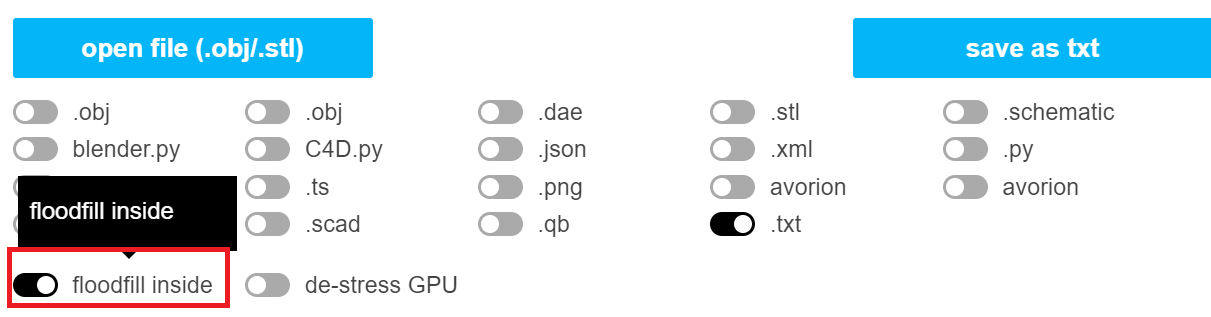 open file (.obj/.stl)
save as txt
.obj
.obj
.dae
.stl
.schematic
blender.py
C4D.py
.json
.xml
.py
.ts
.png
avorion
avorion
floodfill inside
.scad
.qb
.txt
floodfill inside
de-stress GPU